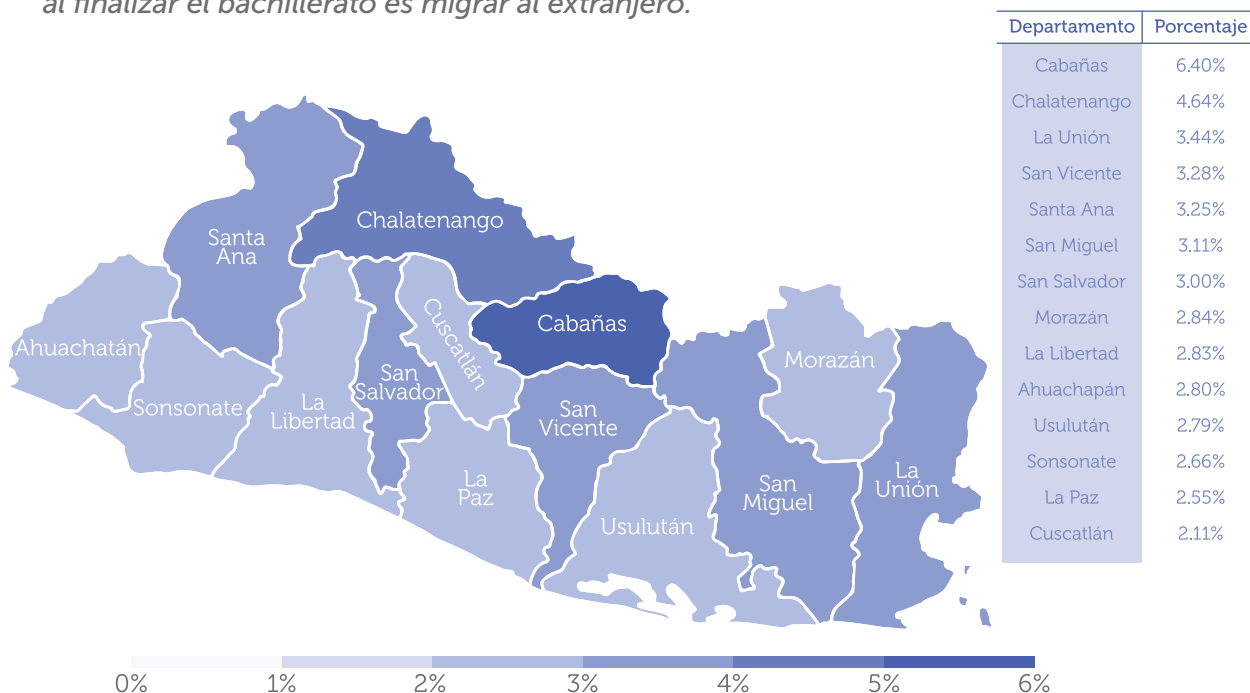 al finalizar el bachillerato es migrar al extranjero.
Departamento Porcentaje
Cabañas 6.40%
Chalatenango 4.64%
La Unión 3.44%
San Vicente 3.28%
Santa Ana 3.25%
San Miguel 3.11%
San Salvador 3.00%
Morazán 2.84%
La Libertad 2.83%
Ahuachapán 2.80%
Usulután 2.79%
Sonsonate 2.66%
La Paz 2.55%
Cuscatlán 2.11%
Chalatenango
Santa
Ana
Cabañas
Cuscatlán
Ahuachatán
Morazán
San
Salvador
Sonsonate
La
Libertad
San
Vicente
La
Paz
San
Miguel
La
Unión
Usulután
0% 1% 2% 3% 4% 5% 6%